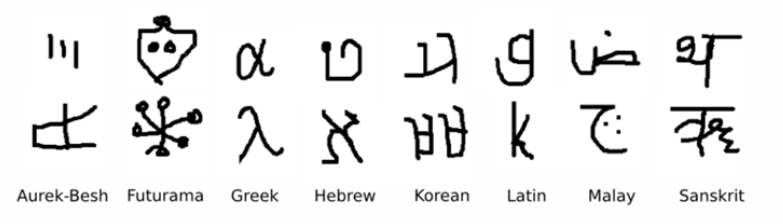 α ט g ض थ
λ א ㅃ k
Aurek-Besh Futurama Greek Hebrew Korean Latin Malay Sanskrit